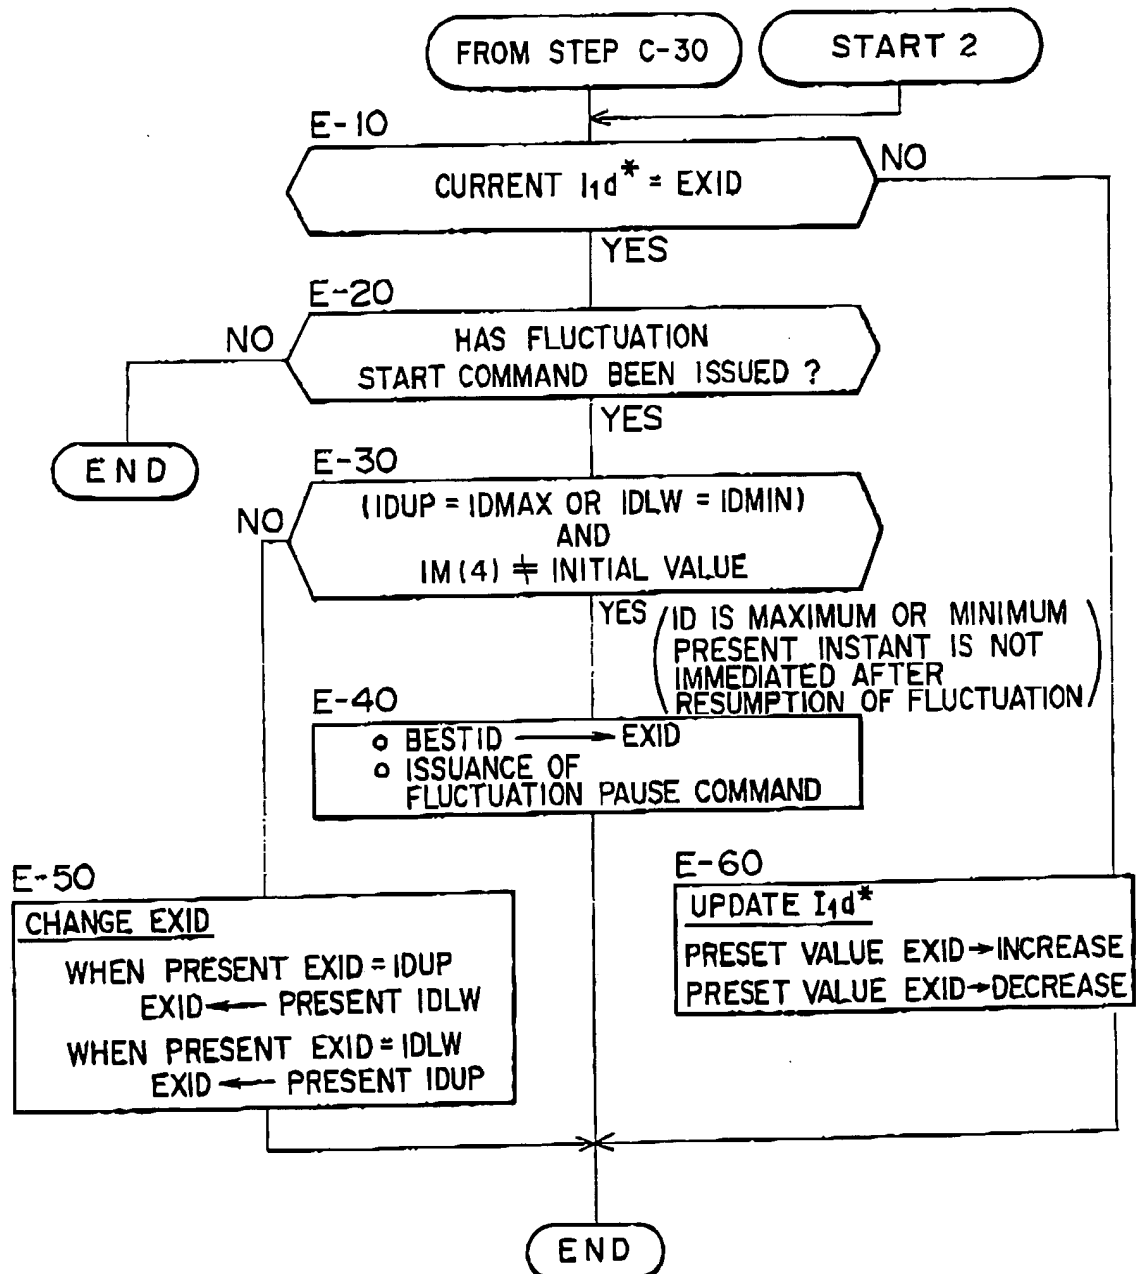 FROM STEP C-30
START 2
E-10
CURRENT I₁d* = EXID
NO
YES
E-20
HAS FLUCTUATION
START COMMAND BEEN ISSUED ?
NO
YES
END
E-30
(IDUP = IDMAX OR IDLW = IDMIN)
AND
IM(4) ≠ INITIAL VALUE
NO
YES
(ID IS MAXIMUM OR MINIMUM
PRESENT INSTANT IS NOT
IMMEDIATED AFTER
RESUMPTION OF FLUCTUATION)
E-40
○ BESTID → EXID
○ ISSUANCE OF
FLUCTUATION PAUSE COMMAND
E-50
CHANGE EXID
WHEN PRESENT EXID = IDUP
EXID ← PRESENT IDLW
WHEN PRESENT EXID = IDLW
EXID ← PRESENT IDUP
E-60
UPDATE I₁d*
PRESET VALUE EXID→INCREASE
PRESET VALUE EXID→DECREASE
END